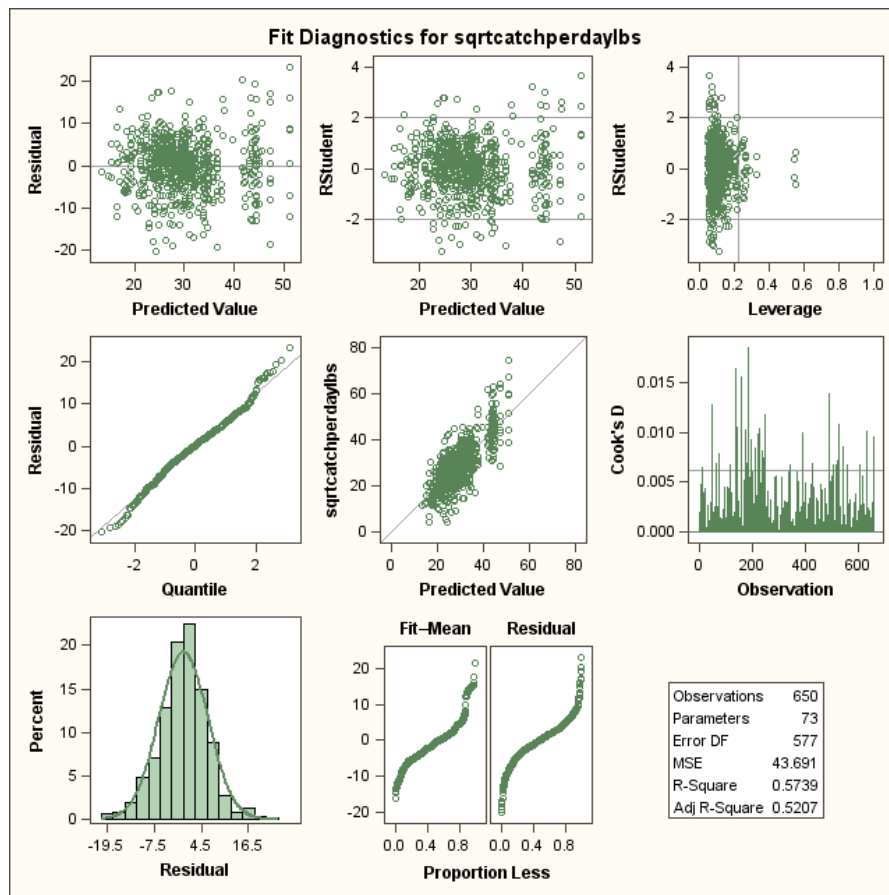 Fit Diagnostics for sqrtcatchperdaylbs
Residual
20
10
0
-10
-20
20 30 40 50
Predicted Value
RStudent
4
2
0
-2
20 30 40 50
Predicted Value
RStudent
4
2
0
-2
0.0 0.2 0.4 0.6 0.8 1.0
Leverage
Residual
20
10
0
-10
-20
-2 0 2
Quantile
sqrtcatchperdaylbs
80
60
40
20
0
0 20 40 60 80
Predicted Value
Cook's D
0.015
0.010
0.005
0.000
0 200 400 600
Observation
Percent
20
15
10
5
0
-19.5 -7.5 4.5 16.5
Residual
Fit–Mean Residual
20
10
0
-10
-20
0.0 0.4 0.8 0.0 0.4 0.8
Proportion Less
Observations 650
Parameters 73
Error DF 577
MSE 43.691
R-Square 0.5739
Adj R-Square 0.5207